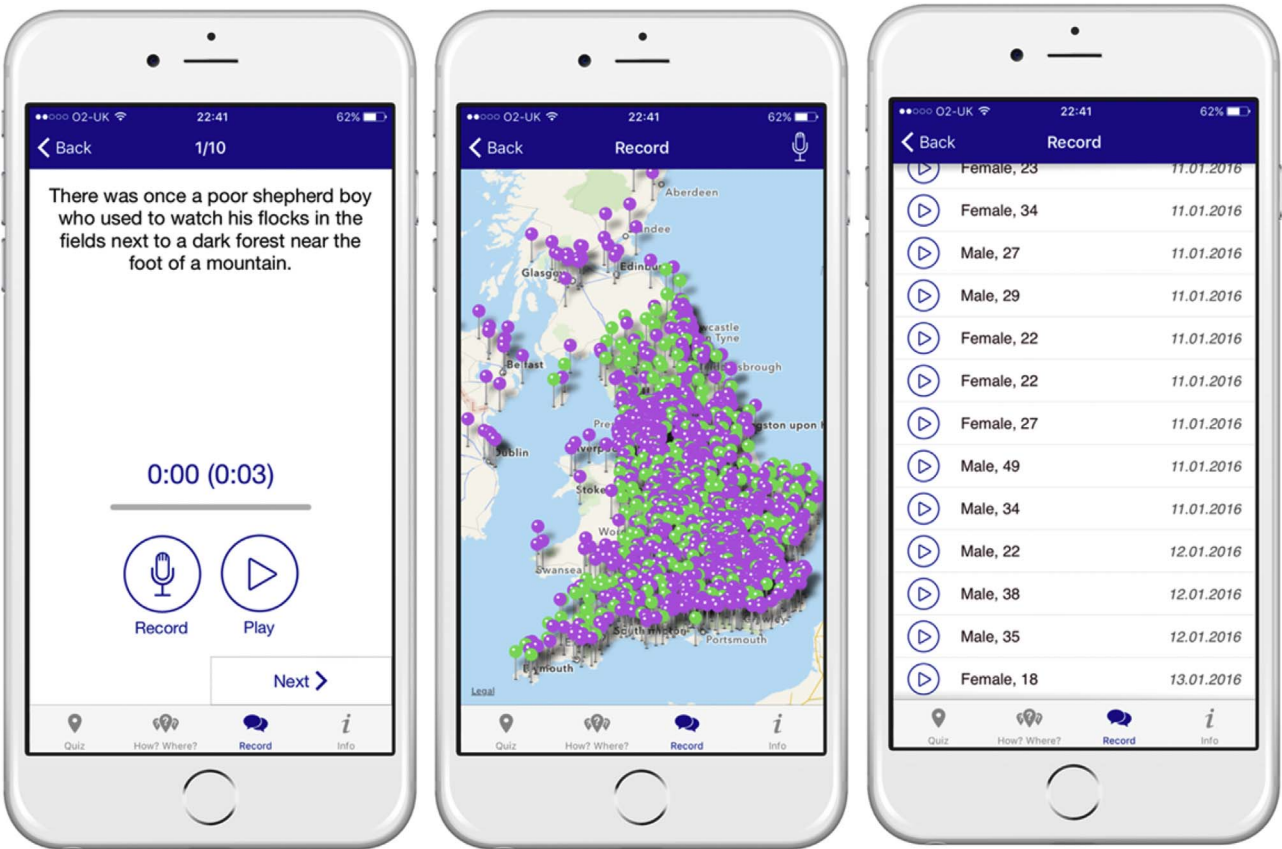 ●●○○○ O2-UK 22:41 62%
Back 1/10
There was once a poor shepherd boy
who used to watch his flocks in the
fields next to a dark forest near the
foot of a mountain.
0:00 (0:03)
Record Play
Next
Quiz How? Where? Record Info
●●○○○ O2-UK 22:41 62%
Back Record
Aberdeen
Glasgow
Belfast
Stoke
Swansea
Portsmouth
Legal
Quiz How? Where? Record Info
●●○○○ O2-UK 22:41 62%
Back Record
Female, 23 11.01.2016
Female, 34 11.01.2016
Male, 27 11.01.2016
Male, 29 11.01.2016
Female, 22 11.01.2016
Female, 22 11.01.2016
Female, 27 11.01.2016
Male, 49 11.01.2016
Male, 34 11.01.2016
Male, 22 12.01.2016
Male, 38 12.01.2016
Male, 35 12.01.2016
Female, 18 13.01.2016
Quiz How? Where? Record Info